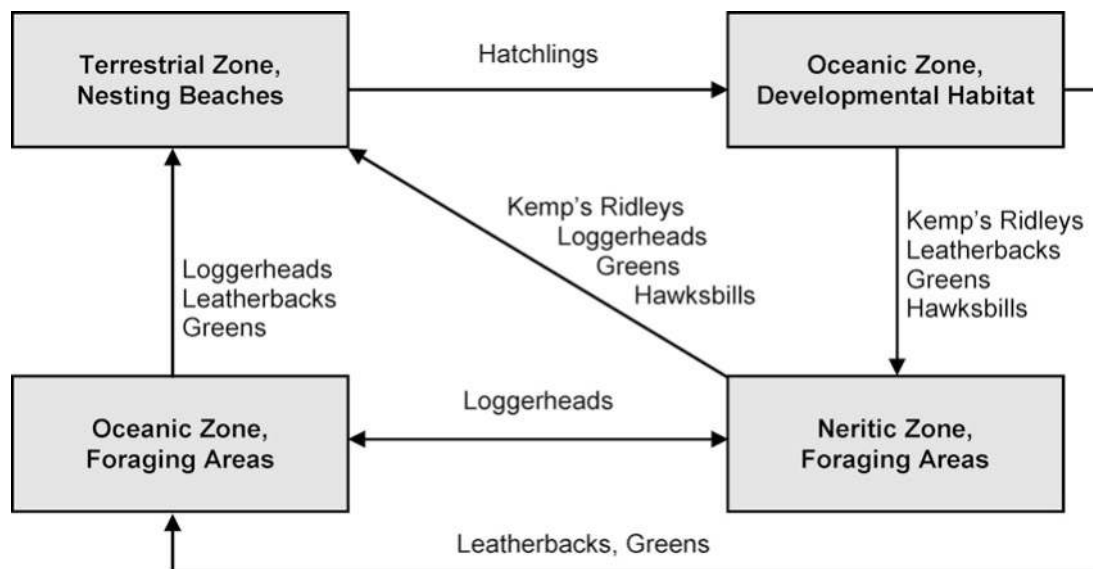 Terrestrial Zone,
Nesting Beaches
Hatchlings
Oceanic Zone,
Developmental Habitat
Kemp's Ridleys
Loggerheads
Greens
Hawksbills
Kemp's Ridleys
Leatherbacks
Greens
Hawksbills
Loggerheads
Leatherbacks
Greens
Oceanic Zone,
Foraging Areas
Loggerheads
Neritic Zone,
Foraging Areas
Leatherbacks, Greens